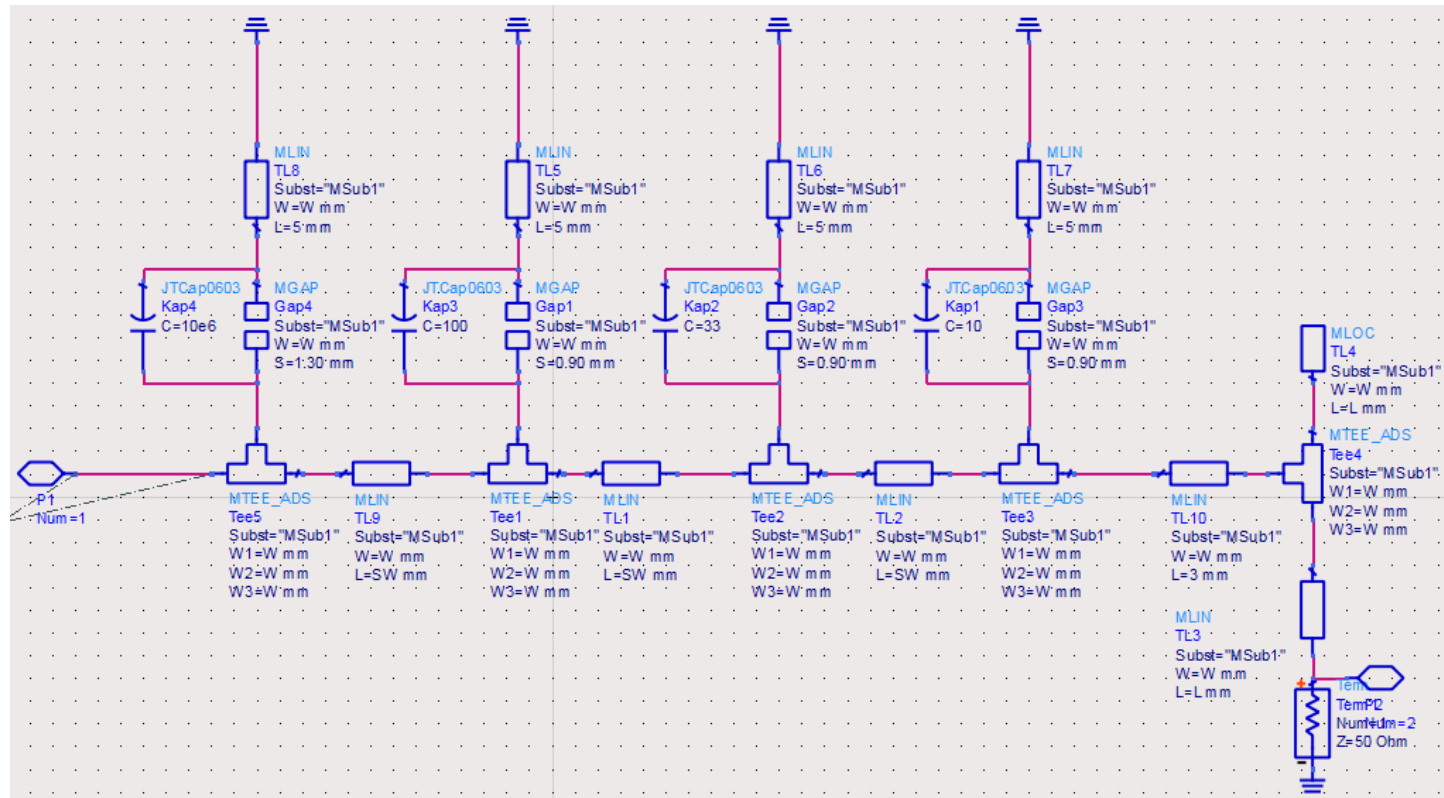 MLIN
TL8
Subst="MSub1"
W=W mm
L=5 mm
MLIN
TL5
Subst="MSub1"
W=W mm
L=5 mm
MLIN
TL6
Subst="MSub1"
W=W mm
L=5 mm
MLIN
TL7
Subst="MSub1"
W=W mm
L=5 mm
JTCap0603
Kap4
C=10e6
MGAP
Gap4
Subst="MSub1"
W=W mm
S=1.30 mm
JTCap0603
Kap3
C=100
MGAP
Gap1
Subst="MSub1"
W=W mm
S=0.90 mm
JTCap0603
Kap2
C=33
MGAP
Gap2
Subst="MSub1"
W=W mm
S=0.90 mm
JTCap0603
Kap1
C=10
MGAP
Gap3
Subst="MSub1"
W=W mm
S=0.90 mm
MLOC
TL4
Subst="MSub1"
W=W mm
L=L mm
P1
Num=1
MTEE_ADS
Tee5
Subst="MSub1"
W1=W mm
W2=W mm
W3=W mm
MLIN
TL9
Subst="MSub1"
W=W mm
L=SW mm
MTEE_ADS
Tee1
Subst="MSub1"
W1=W mm
W2=W mm
W3=W mm
MLIN
TL1
Subst="MSub1"
W=W mm
L=SW mm
MTEE_ADS
Tee2
Subst="MSub1"
W1=W mm
W2=W mm
W3=W mm
MLIN
TL2
Subst="MSub1"
W=W mm
L=SW mm
MTEE_ADS
Tee3
Subst="MSub1"
W1=W mm
W2=W mm
W3=W mm
MLIN
TL10
Subst="MSub1"
W=W mm
L=3 mm
MTEE_ADS
Tee4
Subst="MSub1"
W1=W mm
W2=W mm
W3=W mm
MLIN
TL3
Subst="MSub1"
W=W mm
L=L mm
Z=50 Ohm